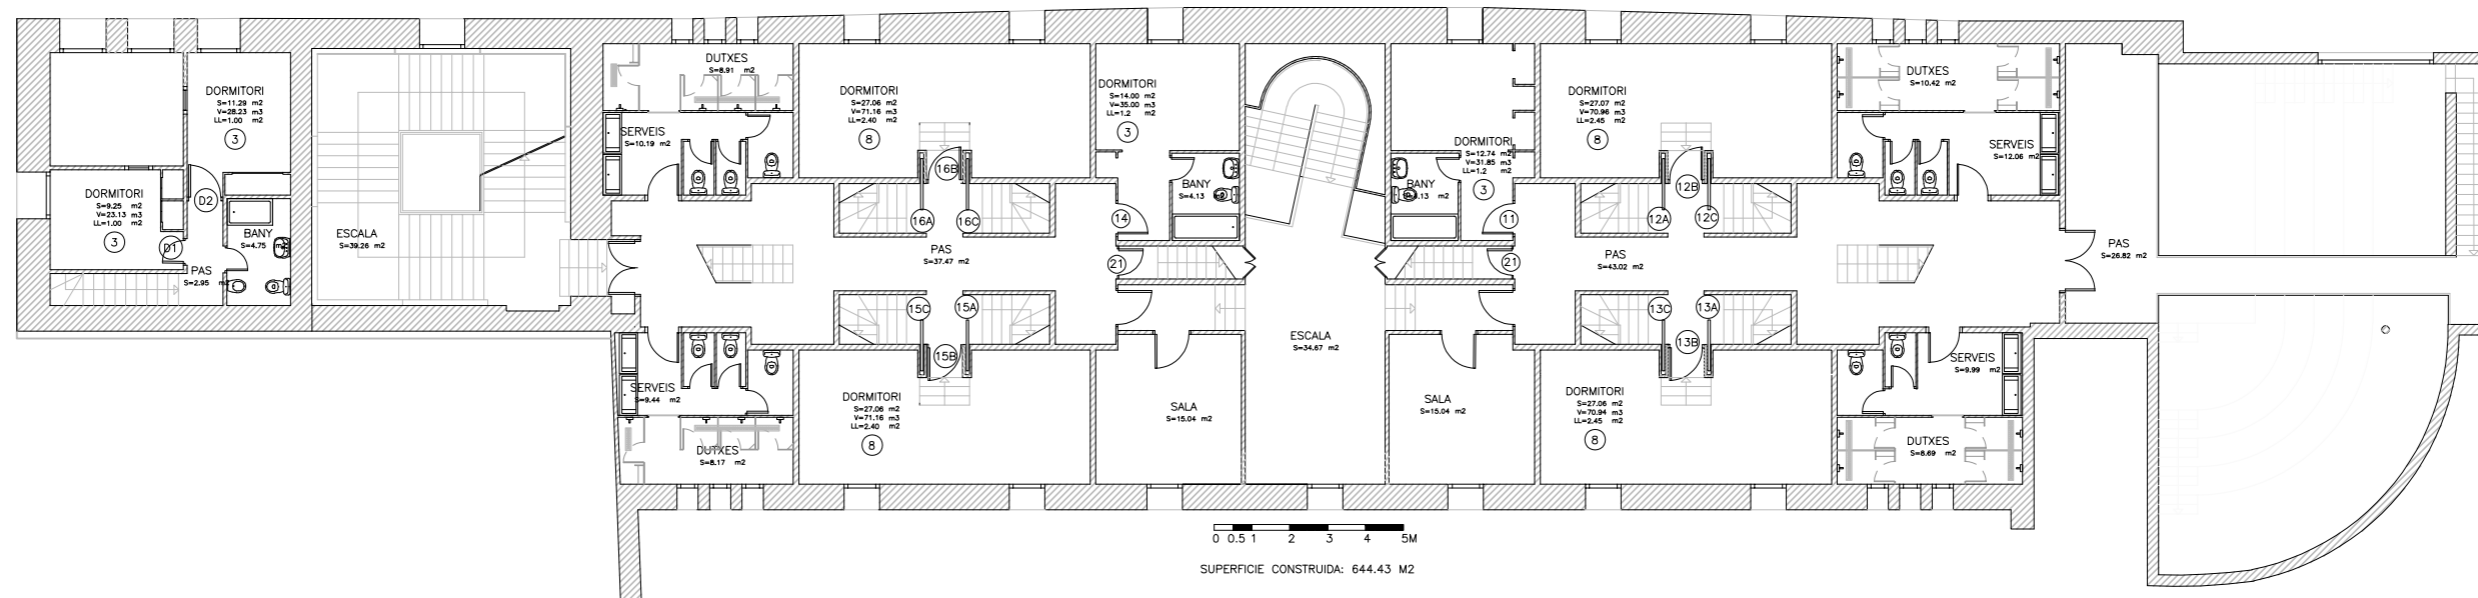 DORMITORI
S=11.29 m2
V=28.23 m3
LL=1.00 m2
3
DORMITORI
S=9.25 m2
V=23.13 m3
LL=1.00 m2
3
D2
D1
BANY
S=4.75 m2
PAS
S=2.95 m2
ESCALA
S=39.26 m2
DUTXES
S=8.91 m2
SERVEIS
S=10.19 m2
DORMITORI
S=27.06 m2
V=71.16 m3
LL=2.40 m2
8
16B
16A
16C
DORMITORI
S=14.00 m2
V=35.00 m3
LL=1.2 m2
3
BANY
S=4.13 m2
14
PAS
S=37.47 m2
21
15C
15A
15B
SERVEIS
S=9.44 m2
DUTXES
S=8.17 m2
DORMITORI
S=27.06 m2
V=71.16 m3
LL=2.40 m2
8
SALA
S=15.04 m2
ESCALA
S=34.67 m2
DORMITORI
S=12.74 m2
V=31.85 m3
LL=1.2 m2
3
BANY
.13 m2
11
21
SALA
S=15.04 m2
DORMITORI
S=27.07 m2
V=70.96 m3
LL=2.45 m2
8
12B
12A
12C
PAS
S=43.02 m2
13C
13A
13B
DORMITORI
S=27.06 m2
V=70.94 m3
LL=2.45 m2
8
DUTXES
S=10.42 m2
SERVEIS
S=12.06 m2
PAS
S=26.82 m2
SERVEIS
S=9.99 m2
DUTXES
S=8.69 m2
0 0.5 1 2 3 4 5M
SUPERFICIE CONSTRUIDA: 644.43 M2